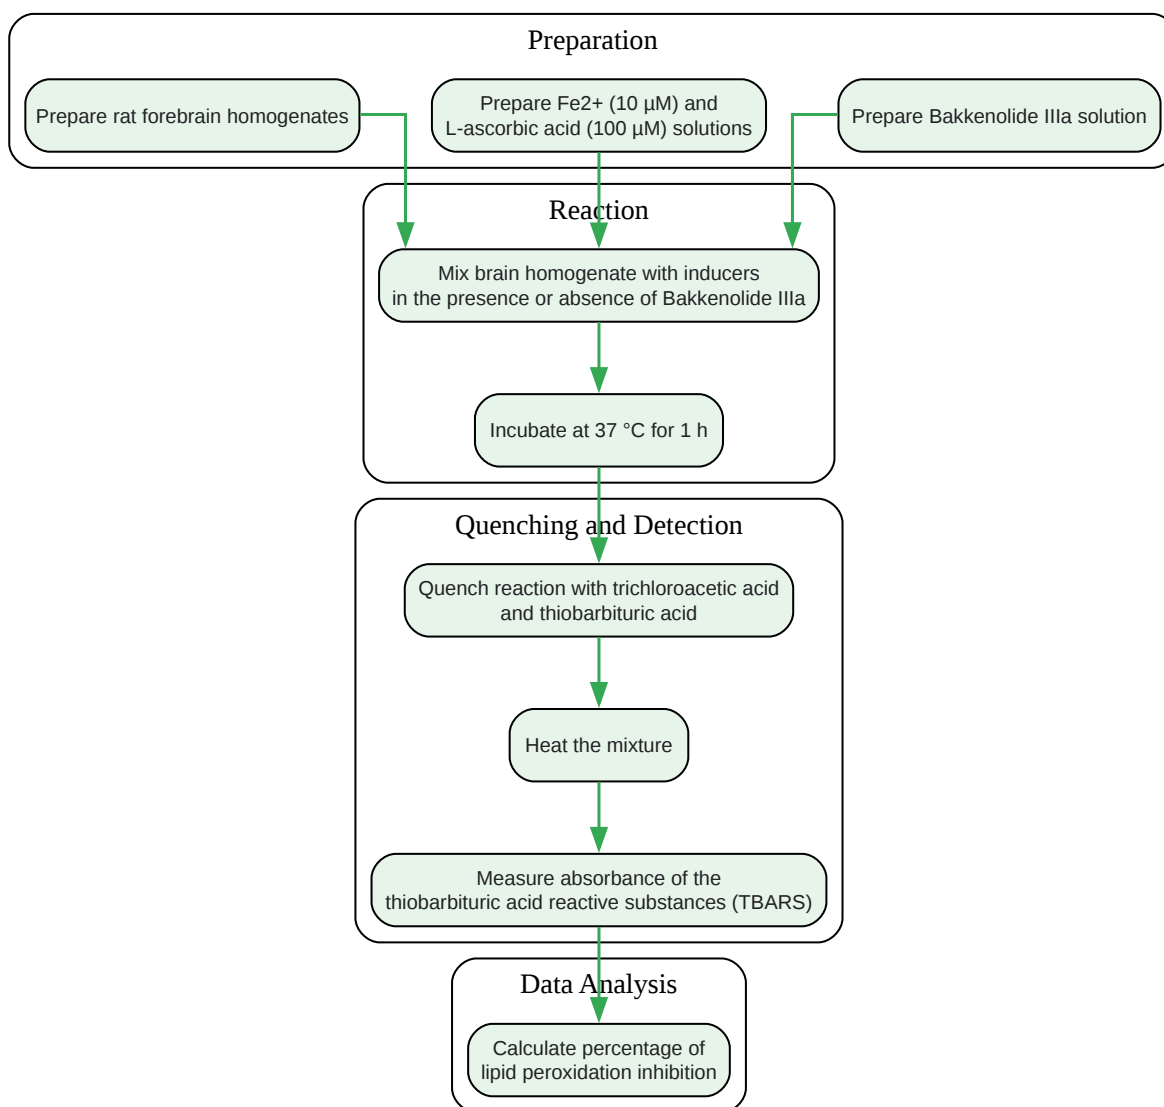 Preparation
Prepare rat forebrain homogenates
Prepare Fe2+ (10 µM) and
L-ascorbic acid (100 µM) solutions
Prepare Bakkenolide IIIa solution
Reaction
Mix brain homogenate with inducers
in the presence or absence of Bakkenolide IIIa
Incubate at 37 °C for 1 h
Quenching and Detection
Quench reaction with trichloroacetic acid
and thiobarbituric acid
Heat the mixture
Measure absorbance of the
thiobarbituric acid reactive substances (TBARS)
Data Analysis
Calculate percentage of
lipid peroxidation inhibition